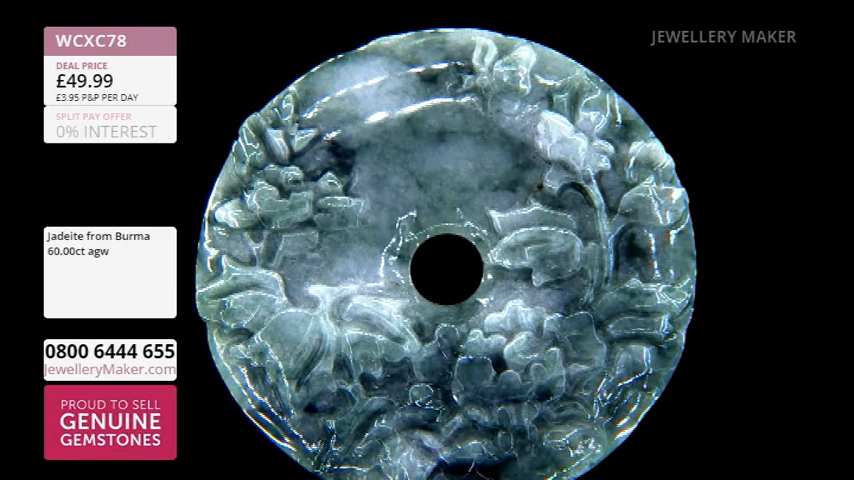 WCXC78
DEAL PRICE
£49.99
£3.95 P&P PER DAY
SPLIT PAY OFFER
0% INTEREST
Jadeite from Burma
60.00ct agw
0800 6444 655
JewelleryMaker.com
PROUD TO SELL
GENUINE
GEMSTONES
JEWELLERY MAKER